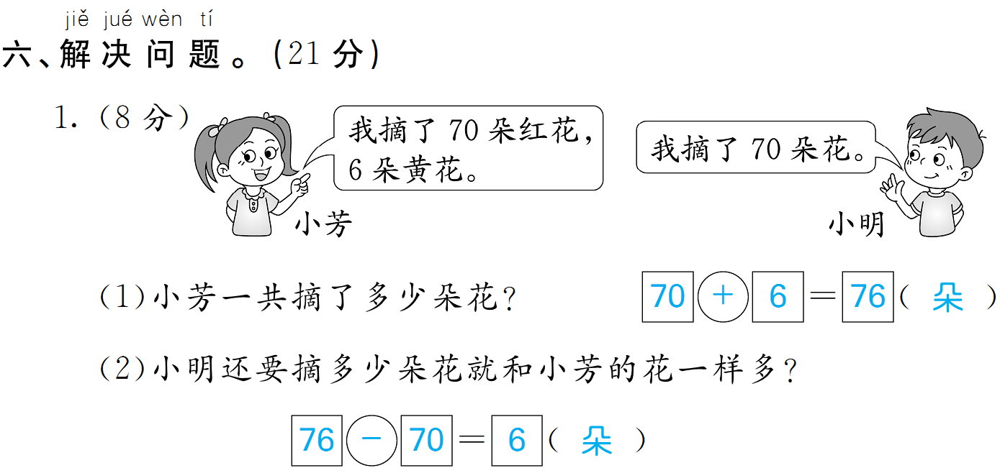 jiě jué wèn tí
六、解决问题。(21分)
1.(8分)
我摘了70朵红花,
6朵黄花。
小芳
我摘了70朵花。
小明
(1)小芳一共摘了多少朵花? 70+6=76(朵)
(2)小明还要摘多少朵花就和小芳的花一样多?
76-70=6(朵)